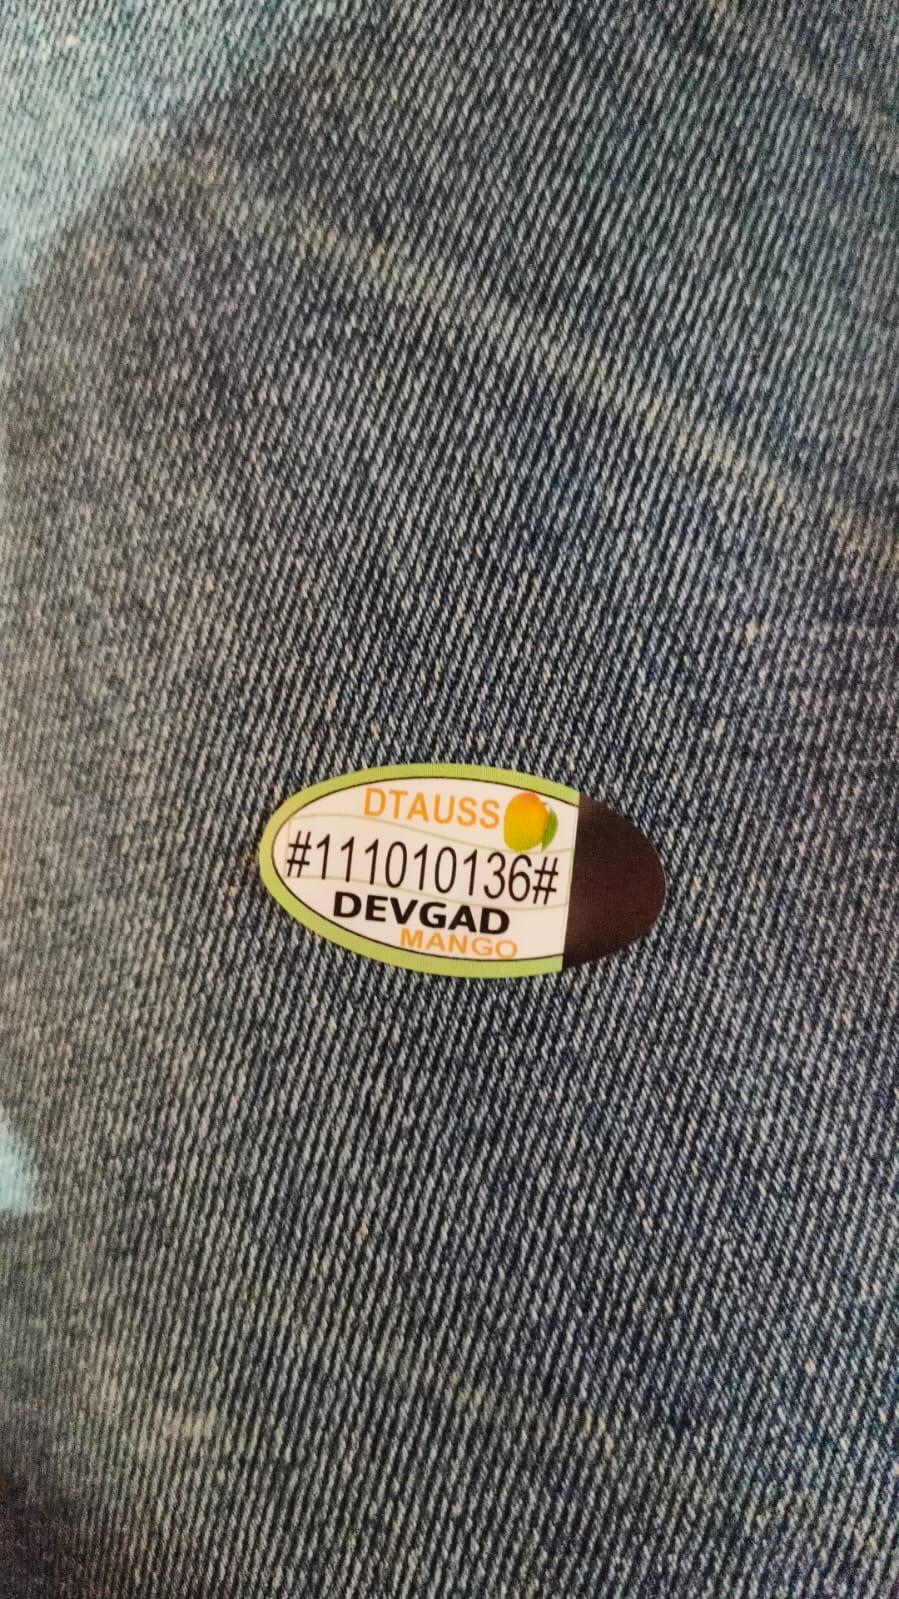 DTAUSS
#111010136#
DEVGAD
MANGO